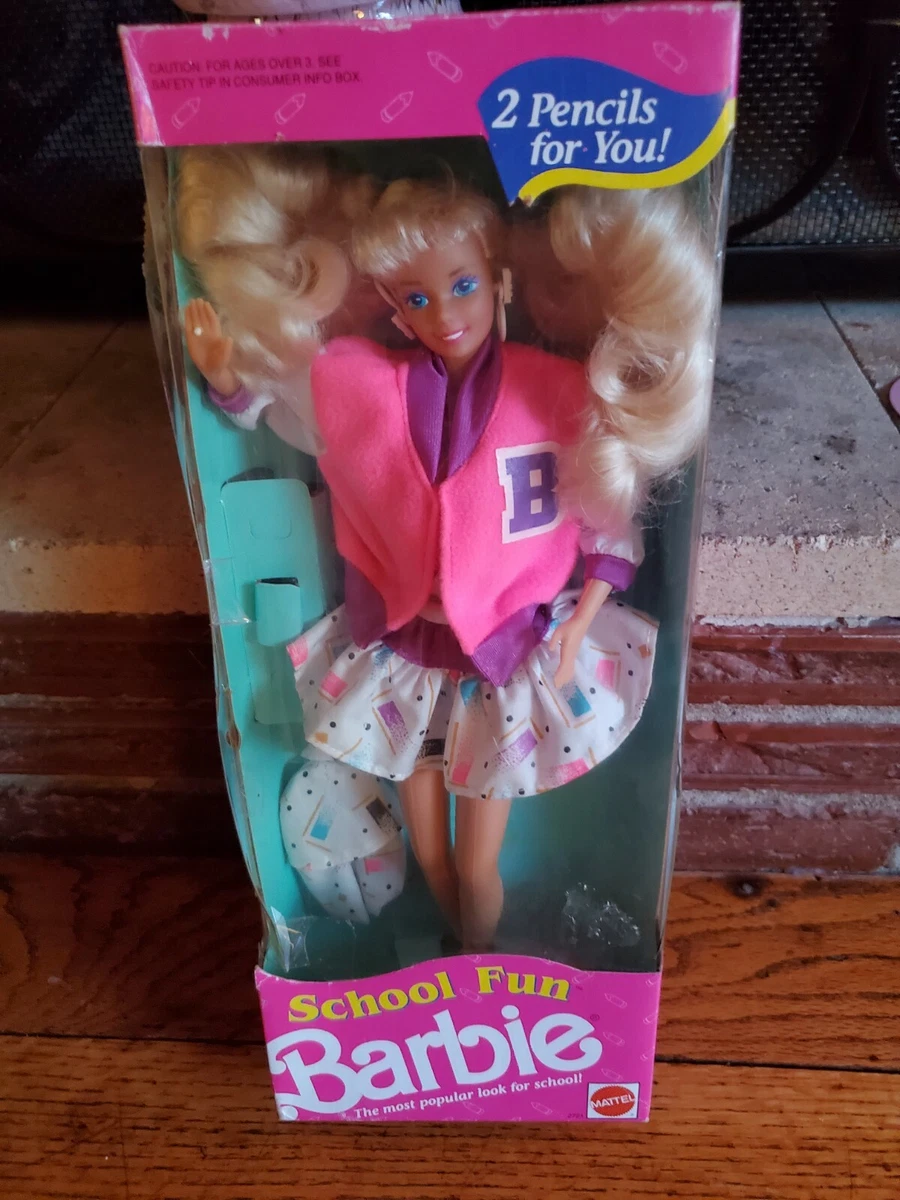 CAUTION: FOR AGES OVER 3. SEE
SAFETY TIP IN CONSUMER INFO BOX.
2 Pencils
for You!
B
School Fun
Barbie®
The most popular look for school!
MATTEL